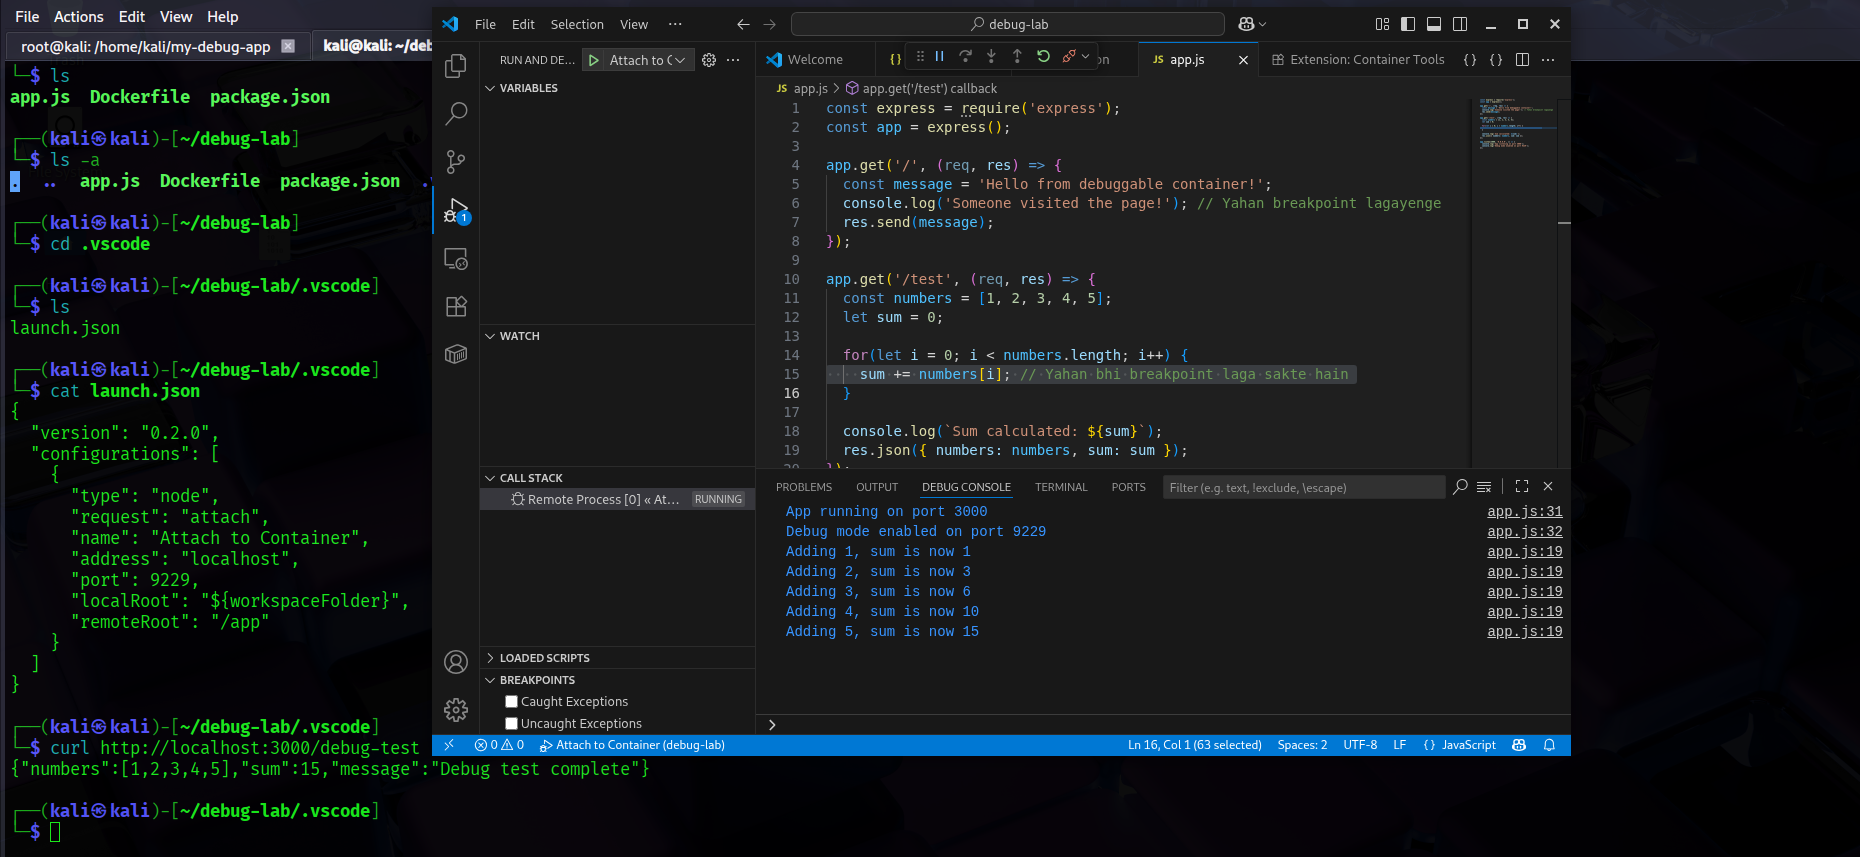 File Actions Edit View Help
root@kali: /home/kali/my-debug-app
kali@kali: ~/deb
└─$ ls
app.js Dockerfile package.json
┌──(kali㉿kali)-[~/debug-lab]
└─$ ls -a
. .. app.js Dockerfile package.json .v
┌──(kali㉿kali)-[~/debug-lab]
└─$ cd .vscode
┌──(kali㉿kali)-[~/debug-lab/.vscode]
└─$ ls
launch.json
┌──(kali㉿kali)-[~/debug-lab/.vscode]
└─$ cat launch.json
{
"version": "0.2.0",
"configurations": [
{
"type": "node",
"request": "attach",
"name": "Attach to Container",
"address": "localhost",
"port": 9229,
"localRoot": "${workspaceFolder}",
"remoteRoot": "/app"
}
]
}
┌──(kali㉿kali)-[~/debug-lab/.vscode]
└─$ curl http://localhost:3000/debug-test
{"numbers":[1,2,3,4,5],"sum":15,"message":"Debug test complete"}
┌──(kali㉿kali)-[~/debug-lab/.vscode]
└─$
File Edit Selection View ···
debug-lab
RUN AND DE... Attach to C ···
VARIABLES
WATCH
CALL STACK
Remote Process [0] « At... RUNNING
LOADED SCRIPTS
BREAKPOINTS
Caught Exceptions
Uncaught Exceptions
1
Welcome {} on JS app.js Extension: Container Tools {} {} ···
JS app.js > app.get('/test') callback
1 const express = require('express');
2 const app = express();
3
4 app.get('/', (req, res) => {
5 const message = 'Hello from debuggable container!';
6 console.log('Someone visited the page!'); // Yahan breakpoint lagayenge
7 res.send(message);
8 });
9
10 app.get('/test', (req, res) => {
11 const numbers = [1, 2, 3, 4, 5];
12 let sum = 0;
13
14 for(let i = 0; i < numbers.length; i++) {
15 ····sum += numbers[i]; //·Yahan·bhi·breakpoint·laga·sakte·hain
16 }
17
18 console.log(`Sum calculated: ${sum}`);
19 res.json({ numbers: numbers, sum: sum });
20 });
PROBLEMS OUTPUT DEBUG CONSOLE TERMINAL PORTS Filter (e.g. text, !exclude, \escape)
App running on port 3000 app.js:31
Debug mode enabled on port 9229 app.js:32
Adding 1, sum is now 1 app.js:19
Adding 2, sum is now 3 app.js:19
Adding 3, sum is now 6 app.js:19
Adding 4, sum is now 10 app.js:19
Adding 5, sum is now 15 app.js:19
>
0 0 Attach to Container (debug-lab) Ln 16, Col 1 (63 selected) Spaces: 2 UTF-8 LF {} JavaScript